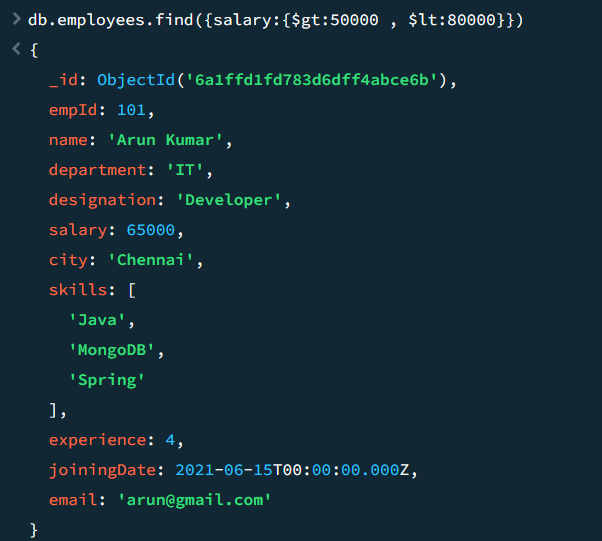 db.employees.find({salary:{$gt:50000 , $lt:80000}})
{
_id: ObjectId('6a1ffd1fd783d6dff4abce6b'),
empId: 101,
name: 'Arun Kumar',
department: 'IT',
designation: 'Developer',
salary: 65000,
city: 'Chennai',
skills: [
'Java',
'MongoDB',
'Spring'
],
experience: 4,
joiningDate: 2021-06-15T00:00:00.000Z,
email: 'arun@gmail.com'
}